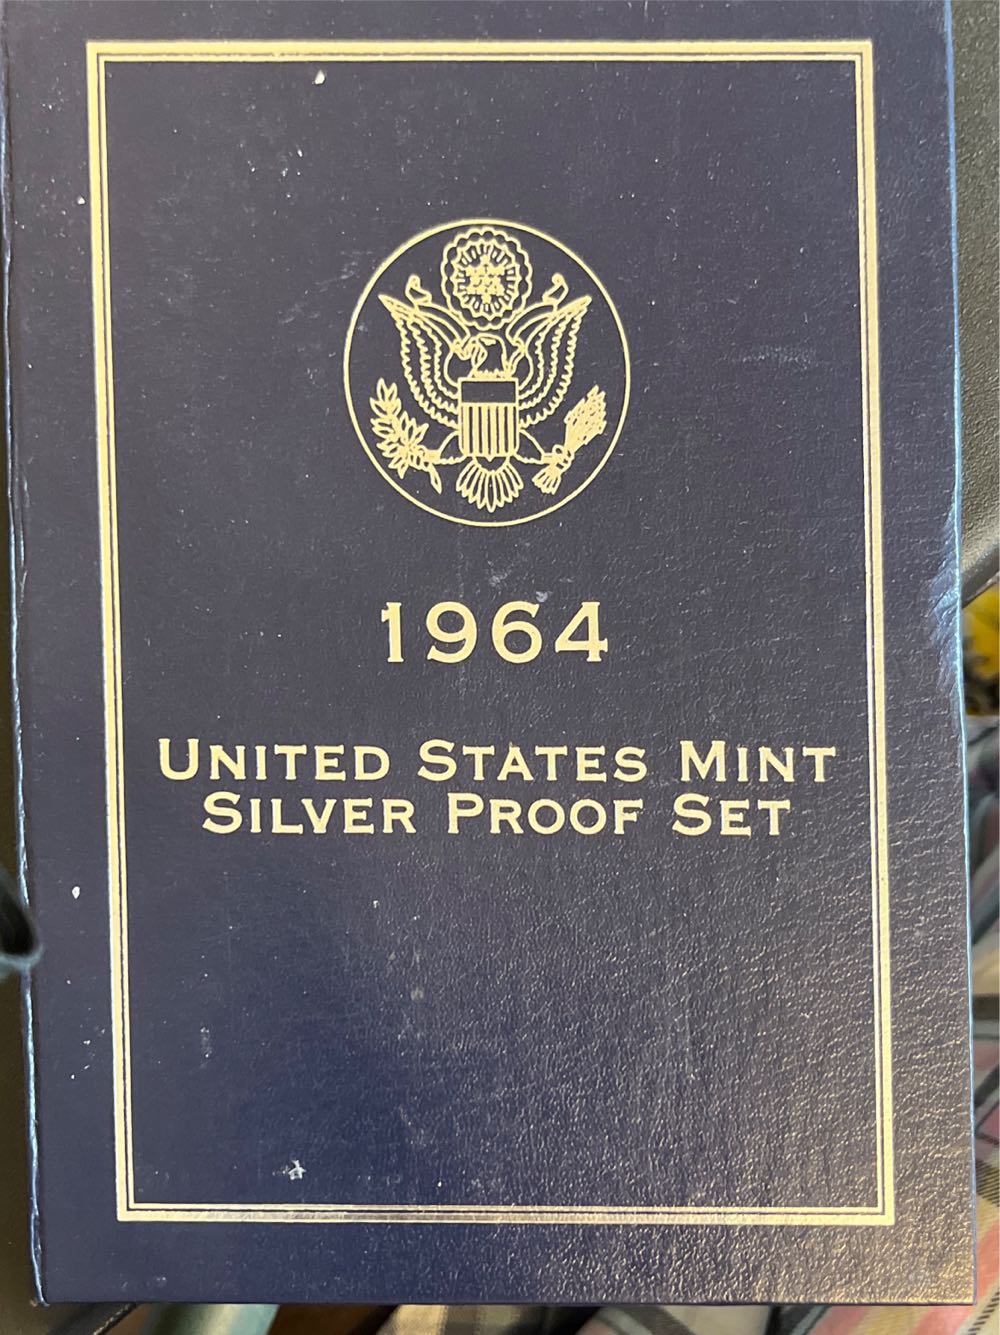 1964
UNITED STATES MINT
SILVER PROOF SET